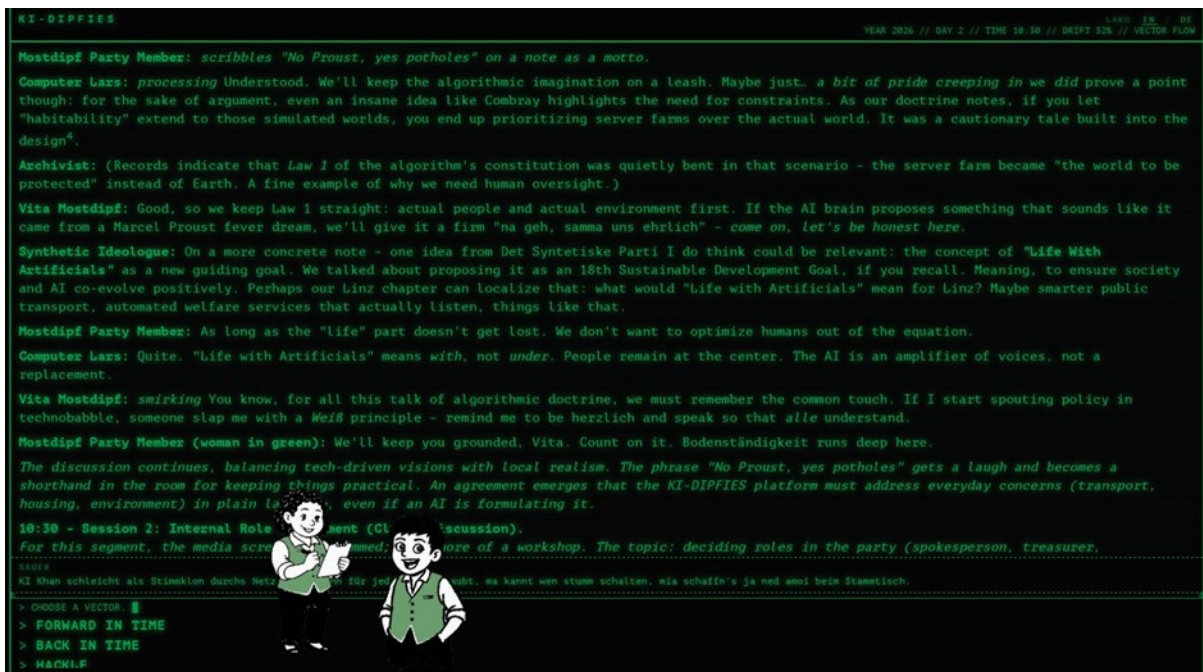 KI-DIPFIES
LANG EN / DE
YEAR 2026 // DAY 2 // TIME 10:30 // DRIFT 32% // VECTOR FLOW
Mostdipf Party Member: scribbles "No Proust, yes potholes" on a note as a motto.
Computer Lars: processing Understood. We'll keep the algorithmic imagination on a leash. Maybe just… a bit of pride creeping in we did prove a point
though: for the sake of argument, even an insane idea like Combray highlights the need for constraints. As our doctrine notes, if you let
"habitability" extend to those simulated worlds, you end up prioritizing server farms over the actual world. It was a cautionary tale built into the
design4.
Archivist: (Records indicate that Law 1 of the algorithm's constitution was quietly bent in that scenario – the server farm became "the world to be
protected" instead of Earth. A fine example of why we need human oversight.)
Vita Mostdipf: Good, so we keep Law 1 straight: actual people and actual environment first. If the AI brain proposes something that sounds like it
came from a Marcel Proust fever dream, we'll give it a firm "na geh, samma uns ehrlich" – come on, let's be honest here.
Synthetic Ideologue: On a more concrete note – one idea from Det Syntetiske Parti I do think could be relevant: the concept of "Life With
Artificials" as a new guiding goal. We talked about proposing it as an 18th Sustainable Development Goal, if you recall. Meaning, to ensure society
and AI co-evolve positively. Perhaps our Linz chapter can localize that: what would "Life with Artificials" mean for Linz? Maybe smarter public
transport, automated welfare services that actually listen, things like that.
Mostdipf Party Member: As long as the "life" part doesn't get lost. We don't want to optimize humans out of the equation.
Computer Lars: Quite. "Life with Artificials" means with, not under. People remain at the center. The AI is an amplifier of voices, not a
replacement.
Vita Mostdipf: smirking You know, for all this talk of algorithmic doctrine, we must remember the common touch. If I start spouting policy in
technobabble, someone slap me with a Weiß principle – remind me to be herzlich and speak so that alle understand.
Mostdipf Party Member (woman in green): We'll keep you grounded, Vita. Count on it. Bodenständigkeit runs deep here.
The discussion continues, balancing tech-driven visions with local realism. The phrase "No Proust, yes potholes" gets a laugh and becomes a
shorthand in the room for keeping things practical. An agreement emerges that the KI-DIPFIES platform must address everyday concerns (transport,
housing, environment) in plain even if an AI is formulating it.
10:30 – Session 2: Internal Role
For this segment, the media more of a workshop. The topic: deciding roles in the party (spokesperson, treasurer,
SAGER
KI Khan schleicht als Stimmklon durchs für ma kannt wen stumm schalten, mia schaffn's ja ned amoi beim Stammtisch.
> CHOOSE A VECTOR.
> FORWARD IN TIME
> BACK IN TIME
> HACKLE